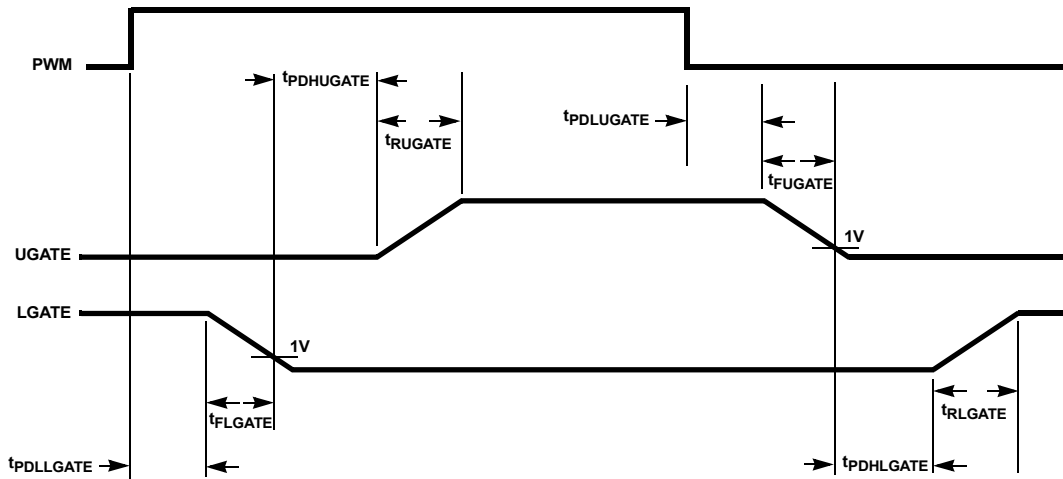 PWM
tPDHUGATE
tRUGATE
tPDLUGATE
tFUGATE
1V
UGATE
LGATE
1V
tFLGATE
tRLGATE
tPDLLGATE
tPDHLGATE